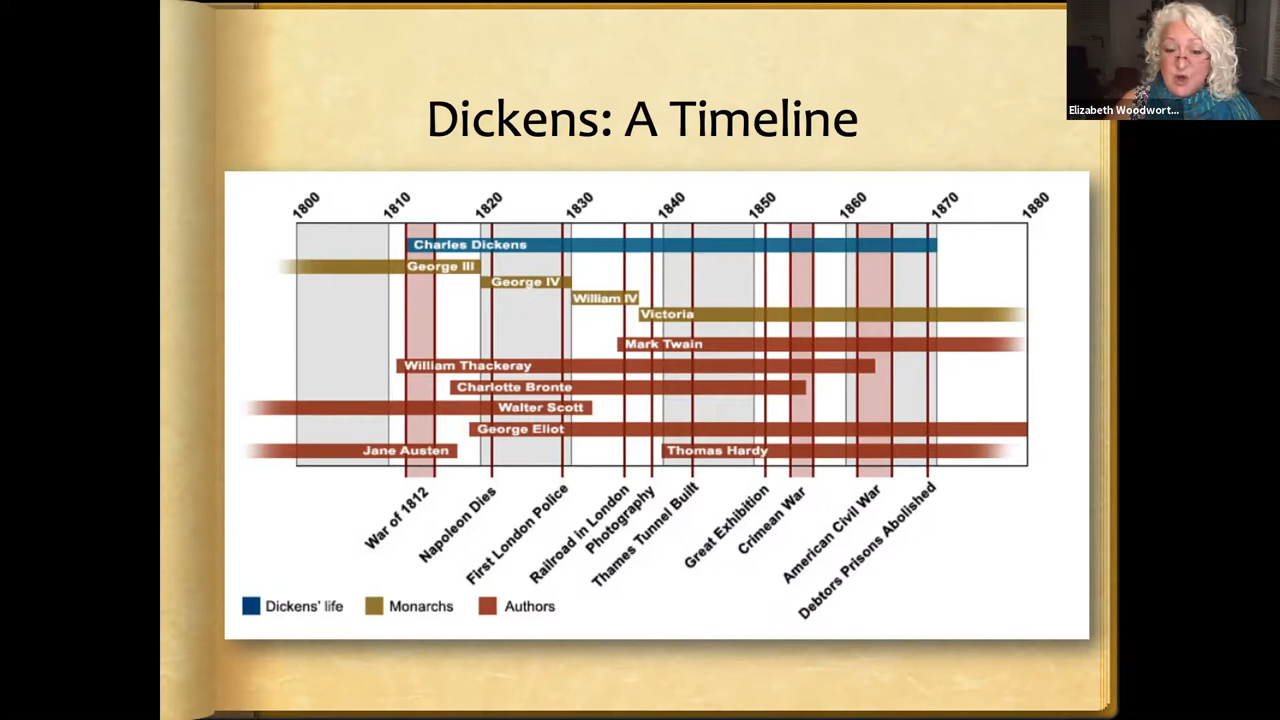 Elizabeth Woodwort...
Dickens: A Timeline
1800 1810 1820 1830 1840 1850 1860 1870 1880
Charles Dickens
George III
George IV
William IV
Victoria
Mark Twain
William Thackeray
Charlotte Bronte
Walter Scott
George Eliot
Jane Austen Thomas Hardy
War of 1812
Napoleon Dies
First London Police
Railroad in London
Photography
Thames Tunnel Built
Great Exhibition
Crimean War
American Civil War
Debtors Prisons Abolished
Dickens' life Monarchs Authors